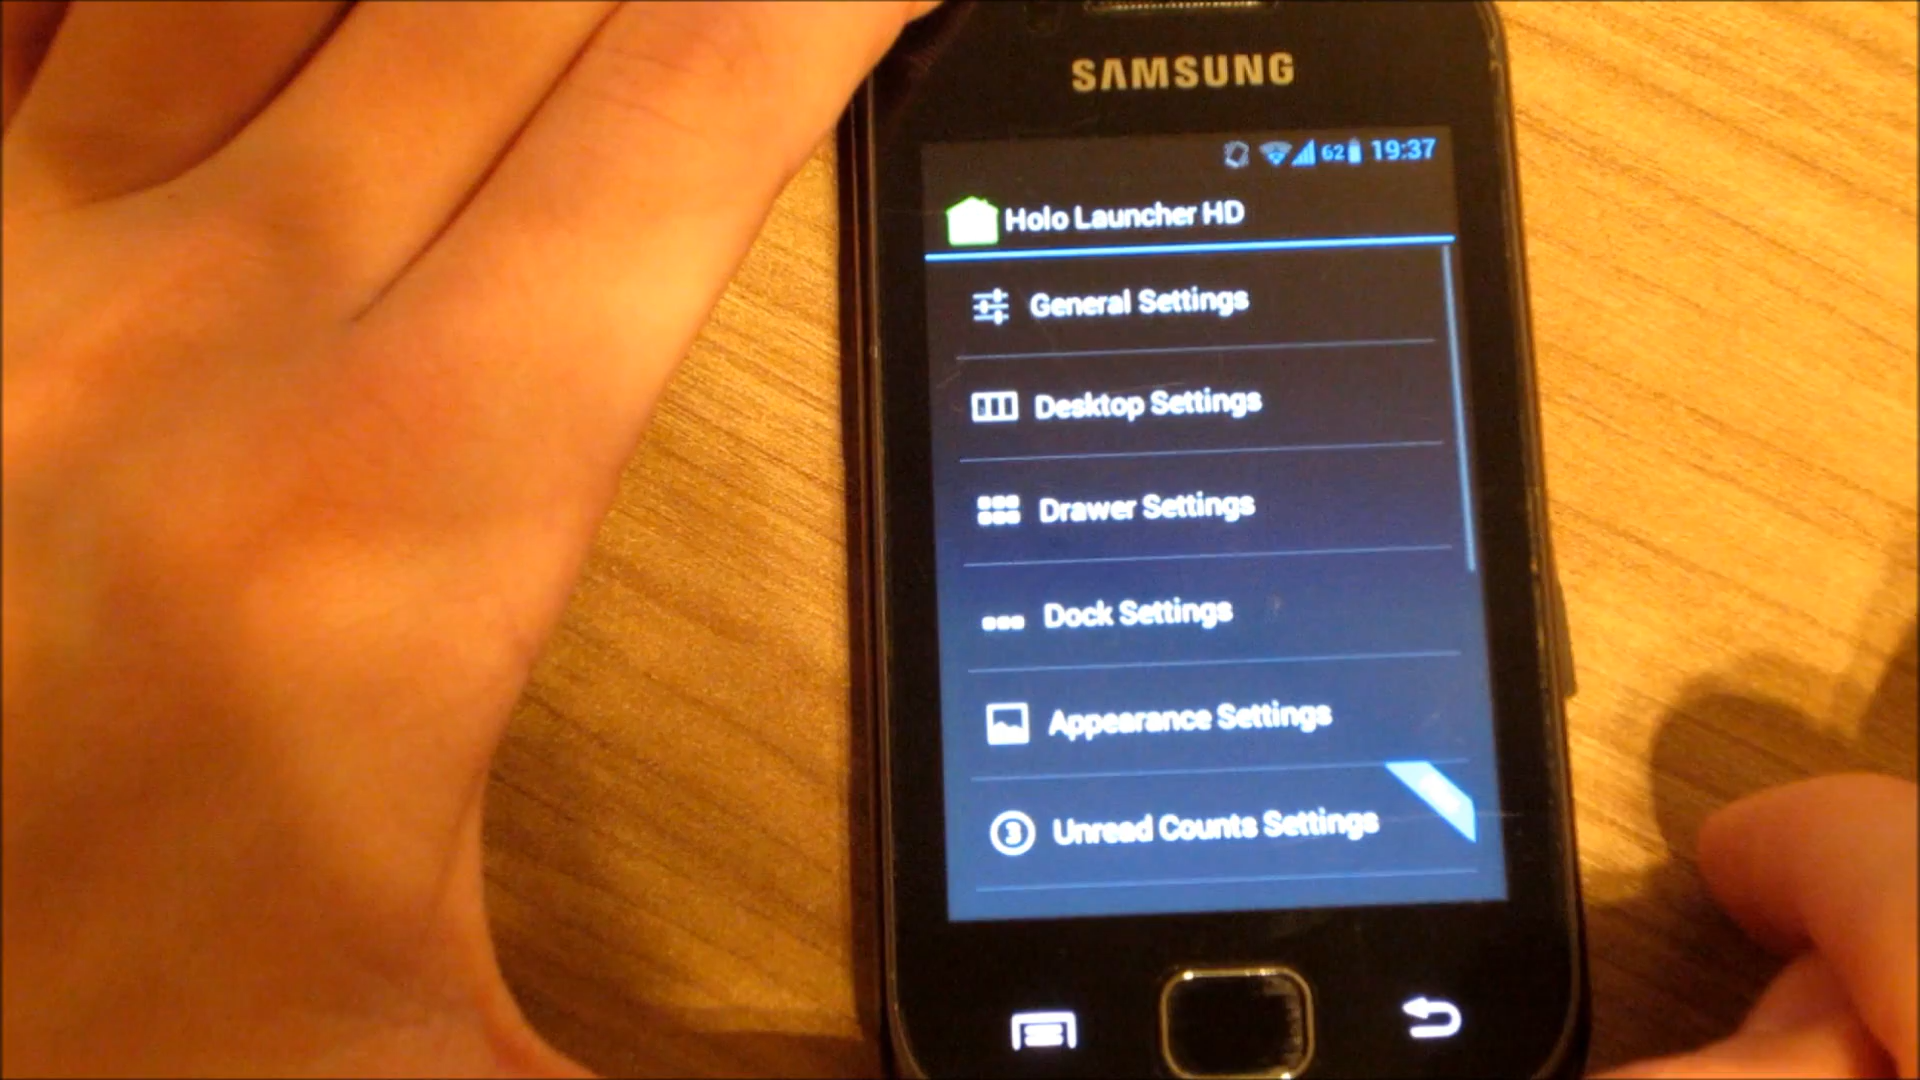 SAMSUNG
62 19:37
Holo Launcher HD
General Settings
Desktop Settings
Drawer Settings
Dock Settings
Appearance Settings
3 Unread Counts Settings